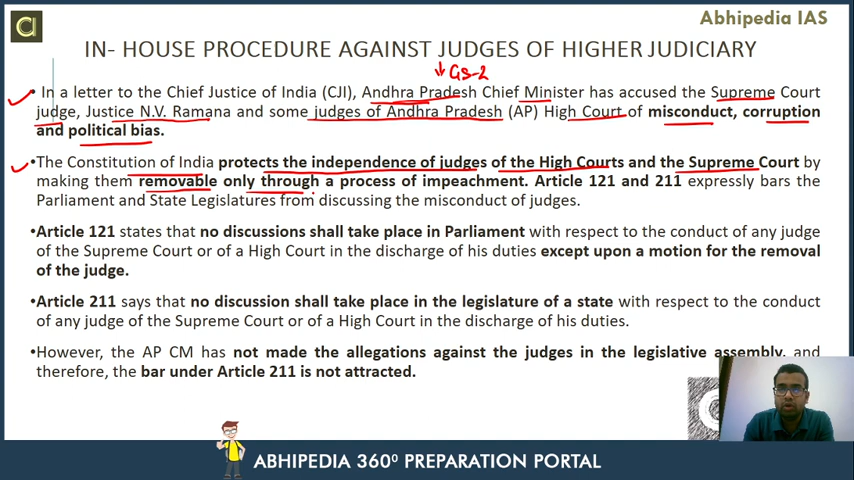 Abhipedia IAS
IN- HOUSE PROCEDURE AGAINST JUDGES OF HIGHER JUDICIARY
GS-2
• In a letter to the Chief Justice of India (CJI), Andhra Pradesh Chief Minister has accused the Supreme Court
judge, Justice N.V. Ramana and some judges of Andhra Pradesh (AP) High Court of misconduct, corruption
and political bias.
•The Constitution of India protects the independence of judges of the High Courts and the Supreme Court by
making them removable only through a process of impeachment. Article 121 and 211 expressly bars the
Parliament and State Legislatures from discussing the misconduct of judges.
•Article 121 states that no discussions shall take place in Parliament with respect to the conduct of any judge
of the Supreme Court or of a High Court in the discharge of his duties except upon a motion for the removal
of the judge.
•Article 211 says that no discussion shall take place in the legislature of a state with respect to the conduct
of any judge of the Supreme Court or of a High Court in the discharge of his duties.
•However, the AP CM has not made the allegations against the judges in the legislative assembly, and
therefore, the bar under Article 211 is not attracted.
ABHIPEDIA 360⁰ PREPARATION PORTAL